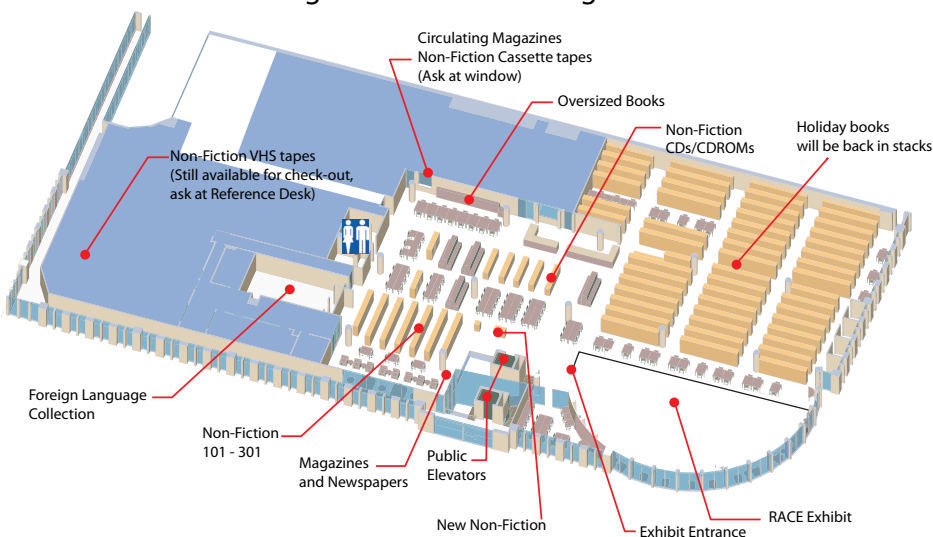 Circulating Magazines
Non-Fiction Cassette tapes
(Ask at window)
Oversized Books
Non-Fiction
CDs/CDROMs
Holiday books
will be back in stacks
Non-Fiction VHS tapes
(Still available for check-out,
ask at Reference Desk)
Foreign Language
Collection
Non-Fiction
101 - 301
Magazines
and Newspapers
Public
Elevators
New Non-Fiction
Exhibit Entrance
RACE Exhibit